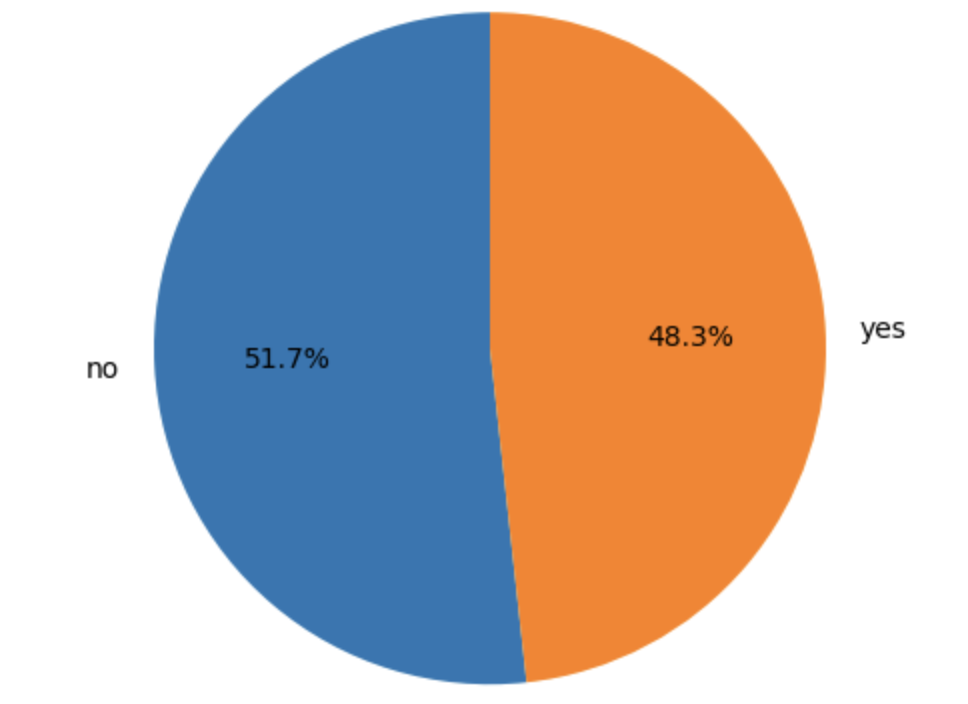 no
51.7%
48.3%
yes